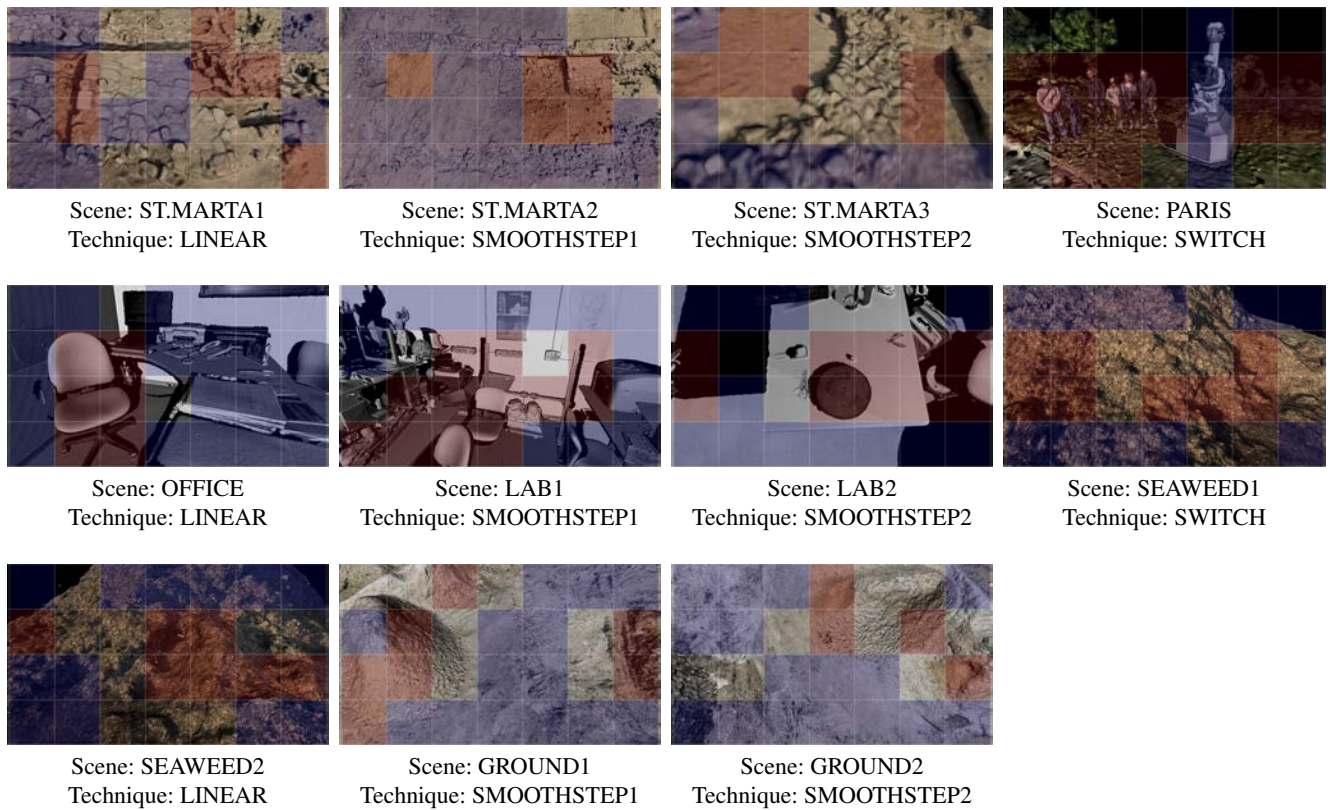 Scene: ST.MARTA1
Technique: LINEAR
Scene: ST.MARTA2
Technique: SMOOTHSTEP1
Scene: ST.MARTA3
Technique: SMOOTHSTEP2
Scene: PARIS
Technique: SWITCH
Scene: OFFICE
Technique: LINEAR
Scene: LAB1
Technique: SMOOTHSTEP1
Scene: LAB2
Technique: SMOOTHSTEP2
Scene: SEAWEED1
Technique: SWITCH
Scene: SEAWEED2
Technique: LINEAR
Scene: GROUND1
Technique: SMOOTHSTEP1
Scene: GROUND2
Technique: SMOOTHSTEP2